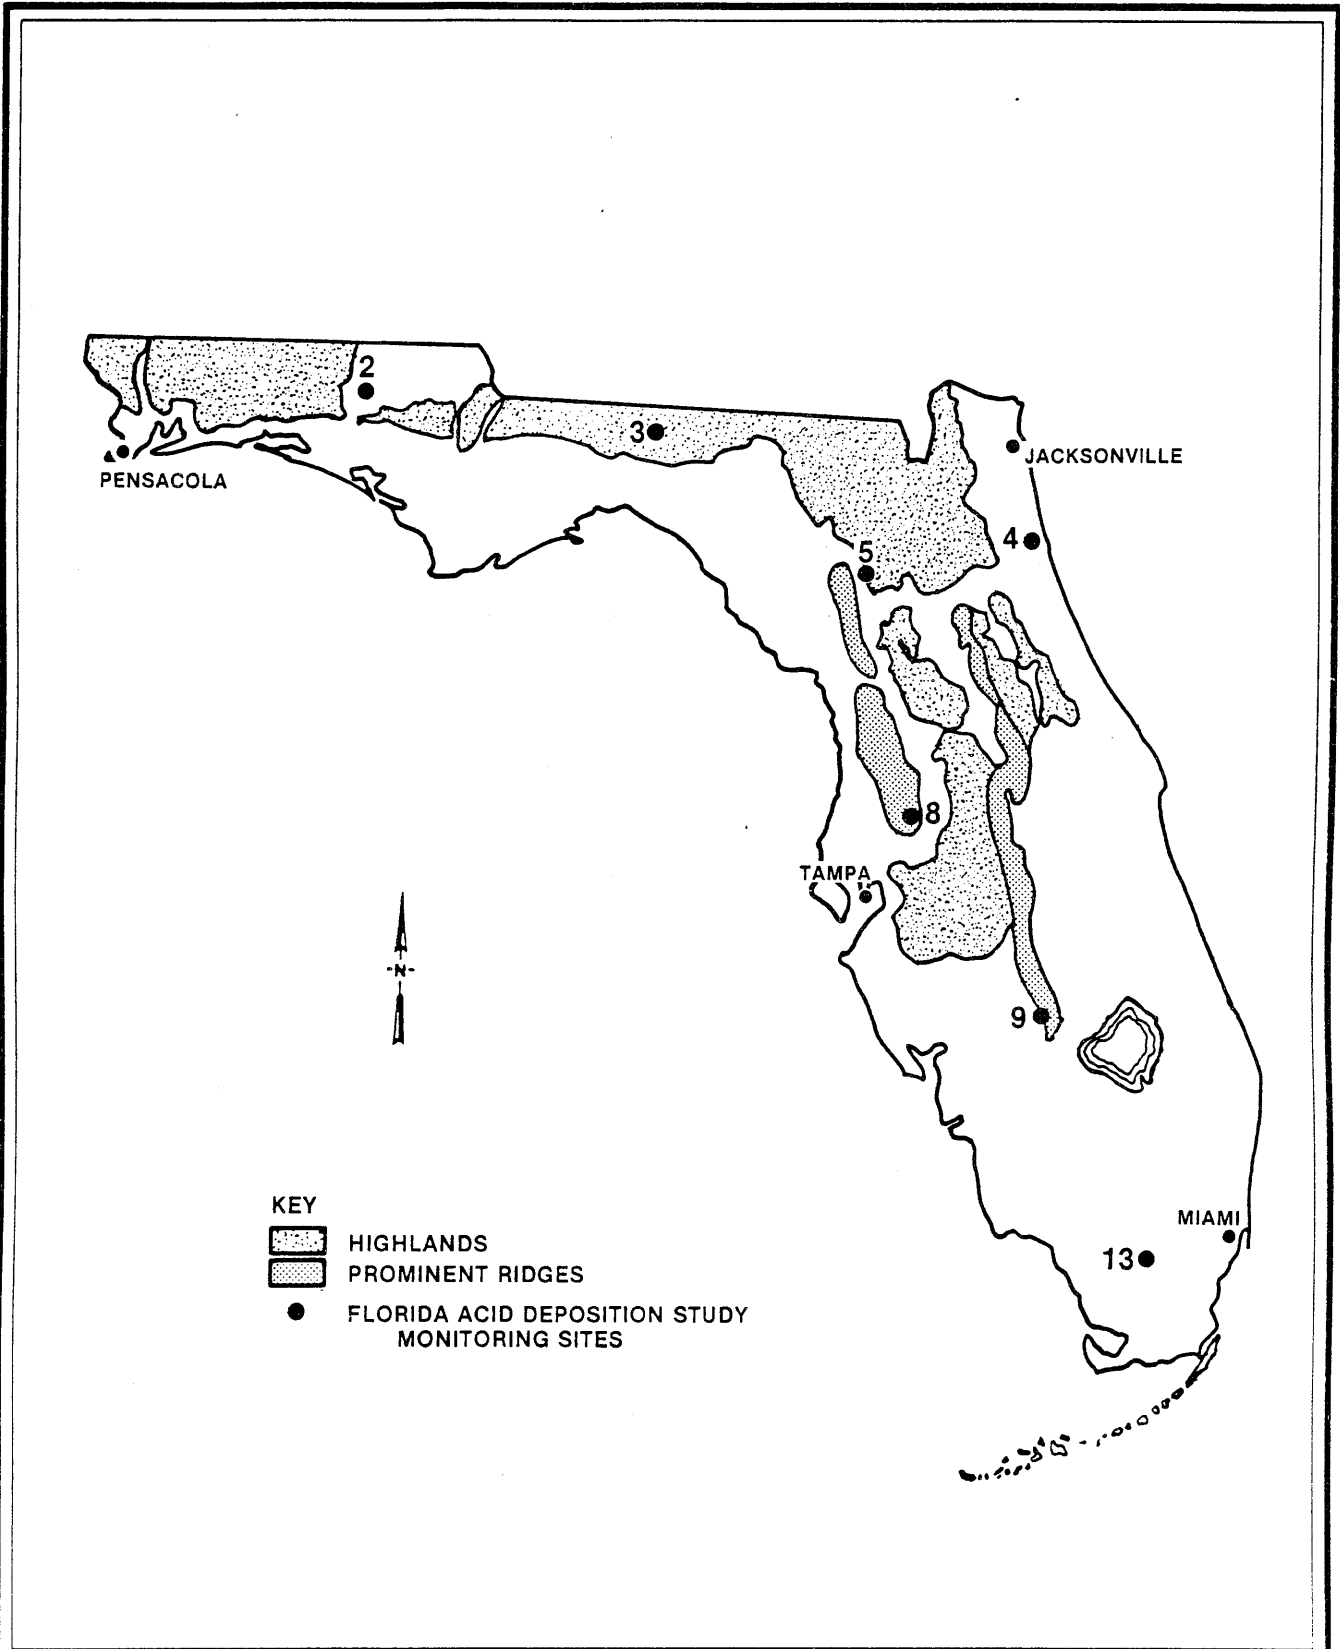 2
3
JACKSONVILLE
PENSACOLA
4
5
8
TAMPA
-N-
9
KEY
MIAMI
HIGHLANDS
13
PROMINENT RIDGES
FLORIDA ACID DEPOSITION STUDY
MONITORING SITES